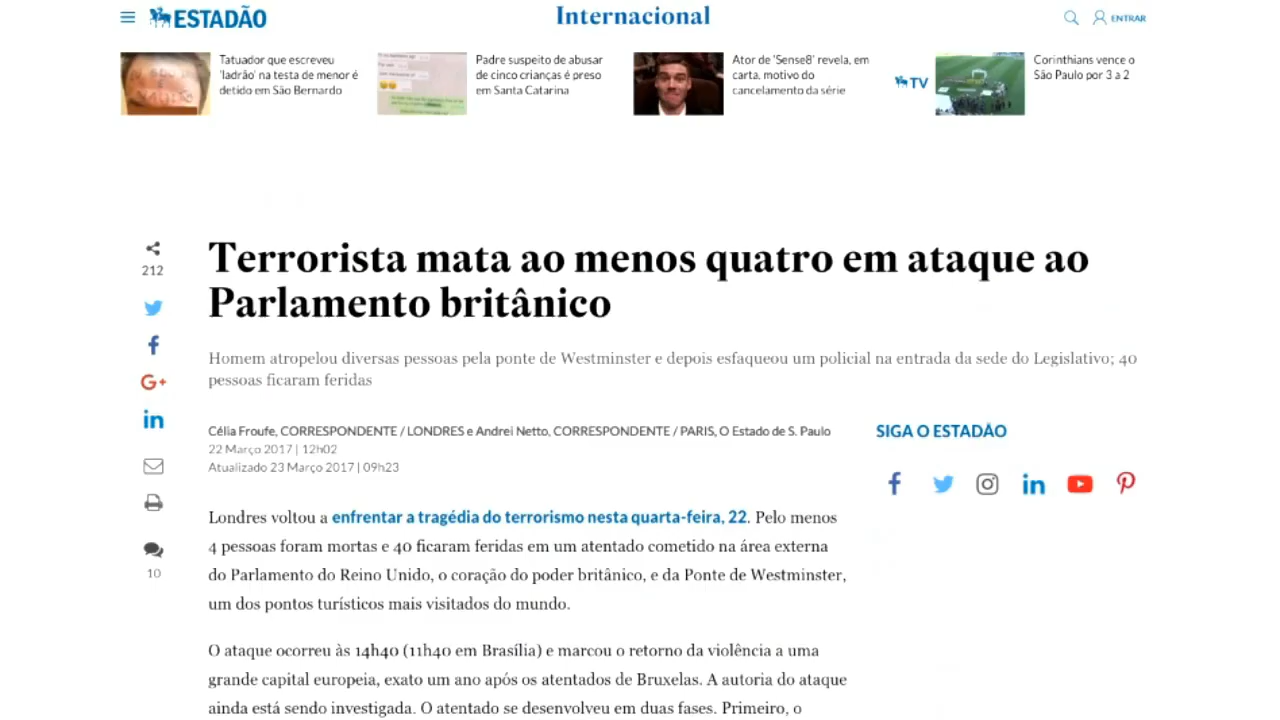 ESTADÃO
Internacional
ENTRAR
Tatuador que escreveu
'ladrão' na testa de menor é
detido em São Bernardo
Padre suspeito de abusar
de cinco crianças é preso
em Santa Catarina
Ator de 'Sense8' revela, em
carta, motivo do
cancelamento da série
TV
Corinthians vence o
São Paulo por 3 a 2
212
Terrorista mata ao menos quatro em ataque ao
Parlamento britânico
Homem atropelou diversas pessoas pela ponte de Westminster e depois esfaqueou um policial na entrada da sede do Legislativo; 40
pessoas ficaram feridas
Célia Froufe, CORRESPONDENTE / LONDRES e Andrei Netto, CORRESPONDENTE / PARIS, O Estado de S. Paulo
22 Março 2017 | 12h02
Atualizado 23 Março 2017 | 09h23
SIGA O ESTADÃO
Londres voltou a enfrentar a tragédia do terrorismo nesta quarta-feira, 22. Pelo menos
4 pessoas foram mortas e 40 ficaram feridas em um atentado cometido na área externa
do Parlamento do Reino Unido, o coração do poder britânico, e da Ponte de Westminster,
um dos pontos turísticos mais visitados do mundo.
10
O ataque ocorreu às 14h40 (11h40 em Brasília) e marcou o retorno da violência a uma
grande capital europeia, exato um ano após os atentados de Bruxelas. A autoria do ataque
ainda está sendo investigada. O atentado se desenvolveu em duas fases. Primeiro, o